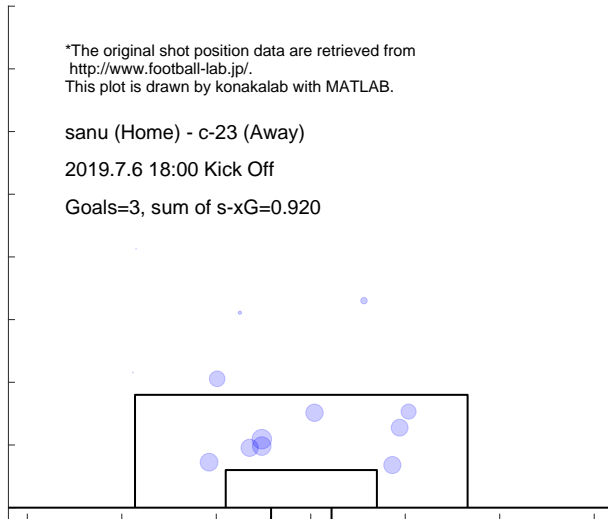 *The original shot position data are retrieved from
http://www.football-lab.jp/.
This plot is drawn by konakalab with MATLAB.
sanu (Home) - c-23 (Away)
2019.7.6 18:00 Kick Off
Goals=3, sum of s-xG=0.920